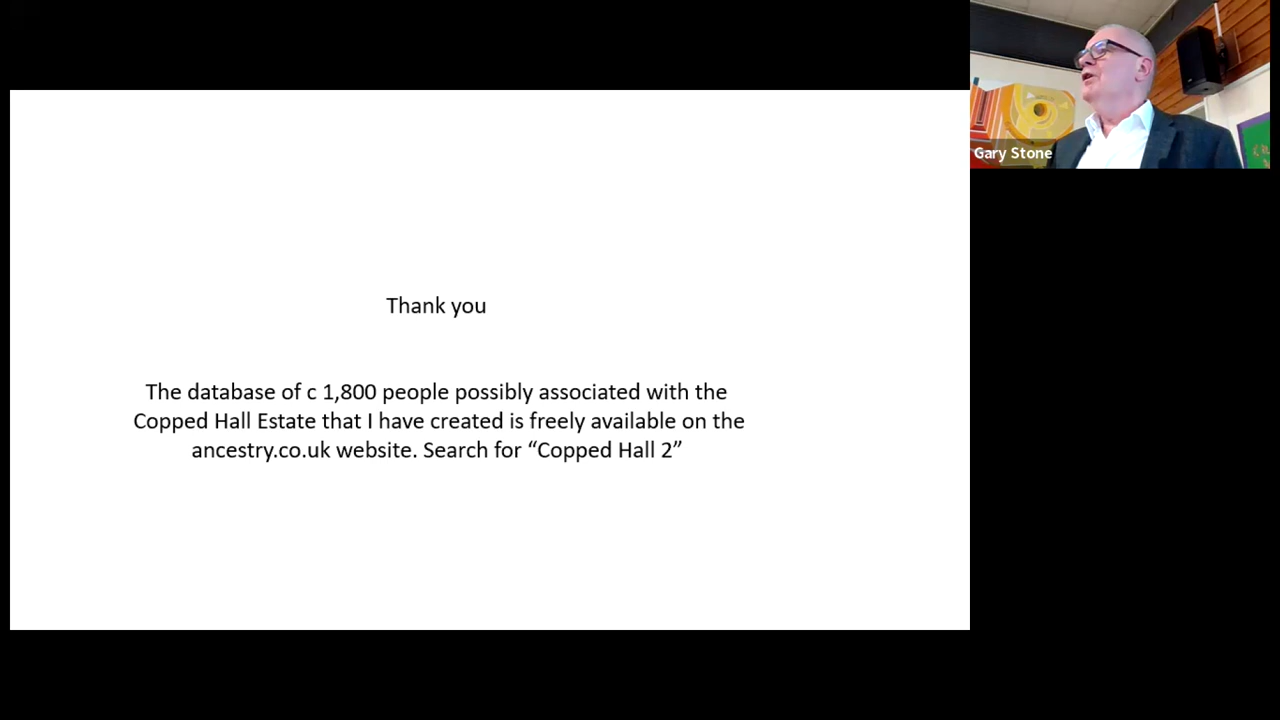 Thank you
The database of c 1,800 people possibly associated with the
Copped Hall Estate that I have created is freely available on the
ancestry.co.uk website. Search for “Copped Hall 2”
Gary Stone